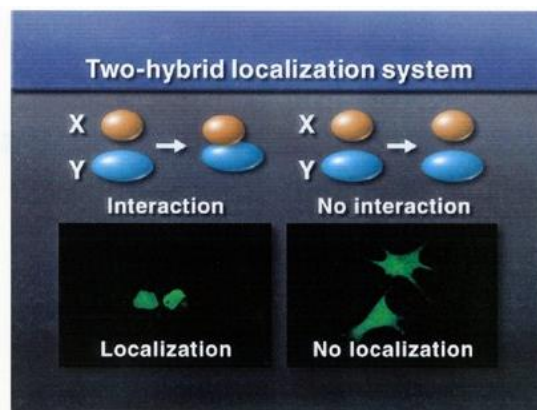 Two-hybrid localization system
X
Y
Interaction
X
Y
No interaction
Localization
No localization